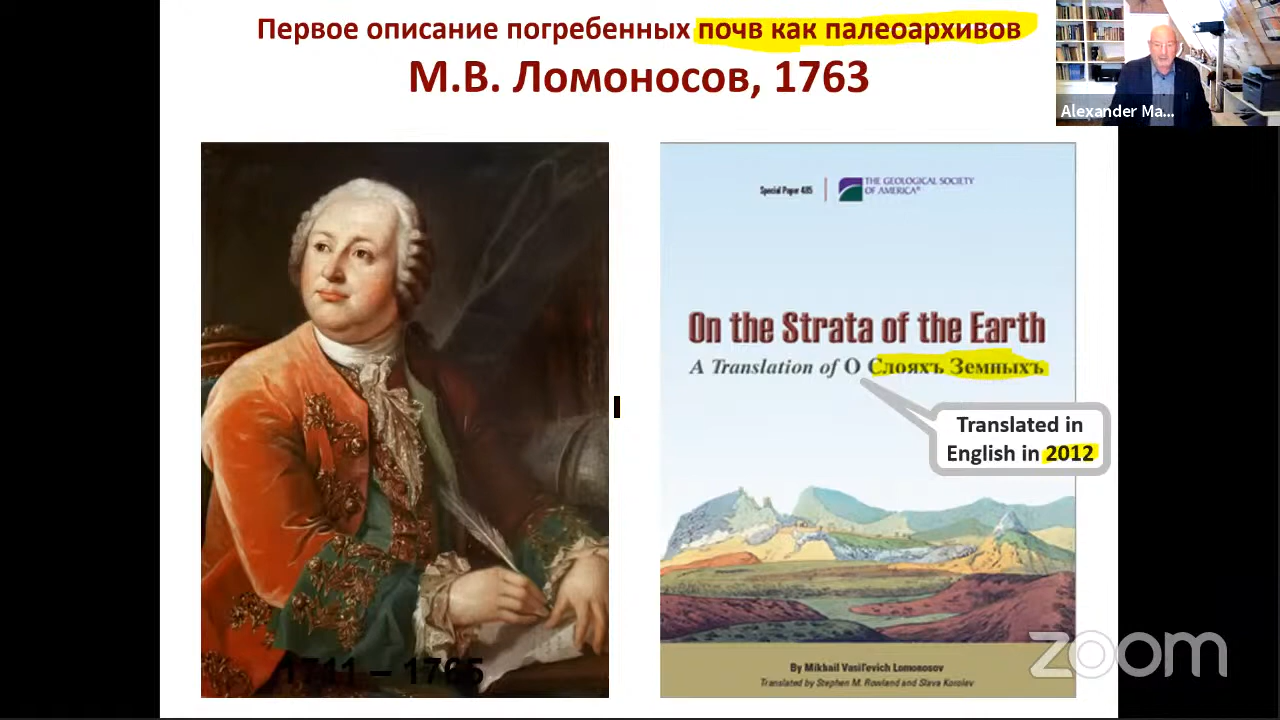 Первое описание погребенных почв как палеоархивов
М.В. Ломоносов, 1763
Alexander Ma...
Special Paper 485
THE GEOLOGICAL SOCIETY
OF AMERICA®
On the Strata of the Earth
A Translation of О Слояхъ Земныхъ
Translated in
English in 2012
1711 – 1765
By Mikhail Vasil'evich Lomonosov
Translated by Stephen M. Rowland and Slava Korolev
zoom